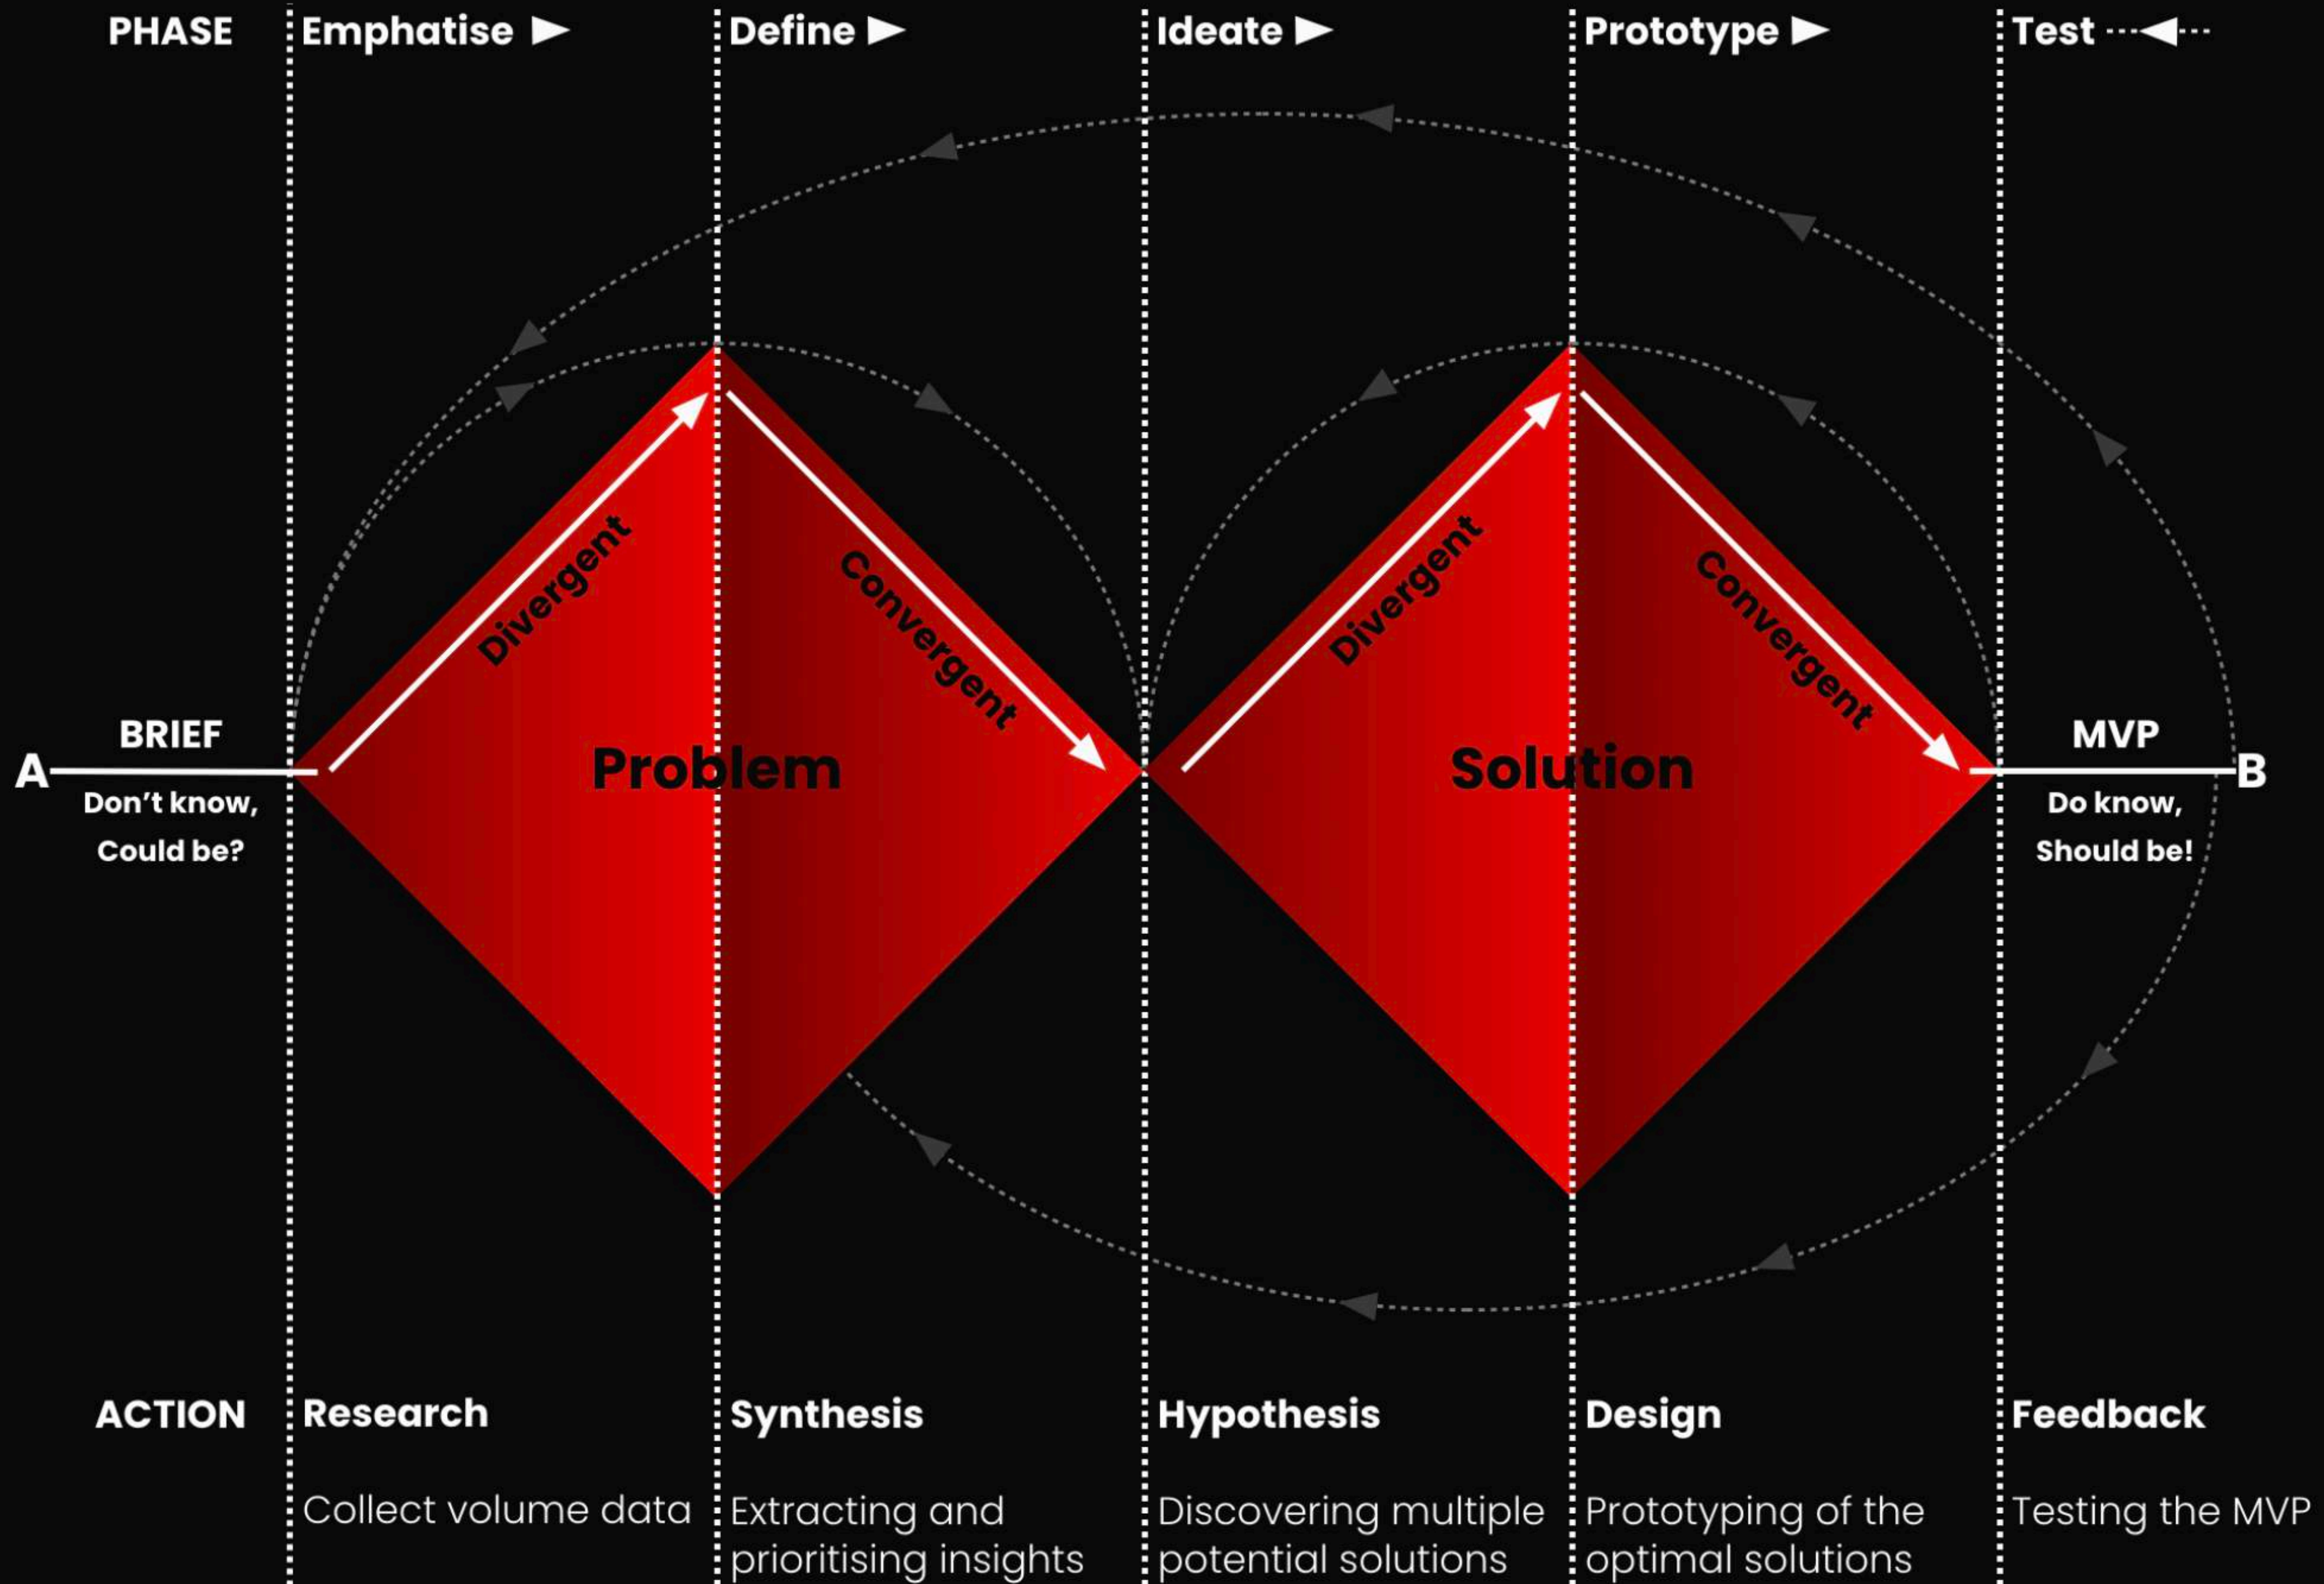 PHASE
Emphatise
Define
Ideate
Prototype
Test
Divergent
Convergent
Divergent
Convergent
BRIEF
A
Don't know,
Could be?
Problem
Solution
MVP
B
Do know,
Should be!
ACTION
Research
Synthesis
Hypothesis
Design
Feedback
Collect volume data
Extracting and
prioritising insights
Discovering multiple
potential solutions
Prototyping of the
optimal solutions
Testing the MVP